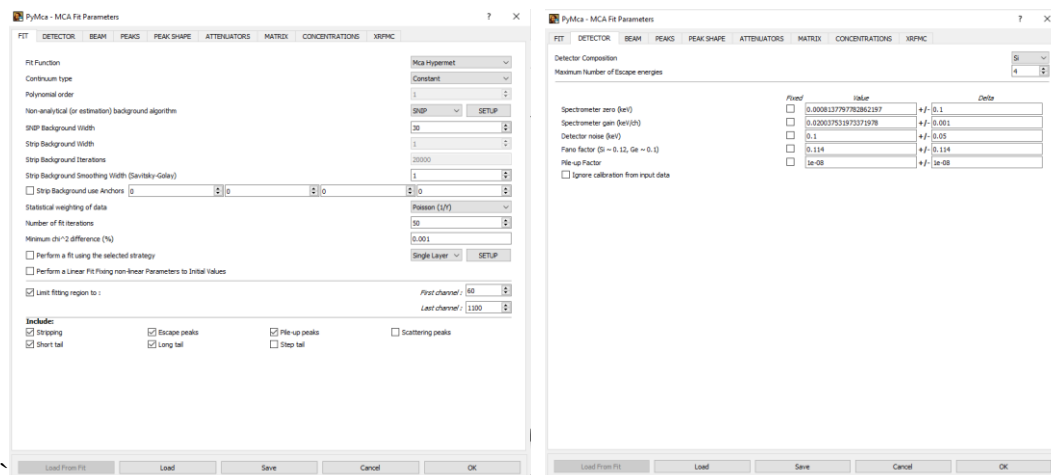 PyMca - MCA Fit Parameters ? ×
FIT DETECTOR BEAM PEAKS PEAK SHAPE ATTENUATORS MATRIX CONCENTRATIONS XRFMC
Fit Function Mca Hypermet
Continuum type Constant
Polynomial order 1
Non-analytical (or estimation) background algorithm SNIP SETUP
SNIP Background Width 30
Strip Background Width 1
Strip Background Iterations 20000
Strip Background Smoothing Width (Savitsky-Golay) 1
Strip Background use Anchors 0 0 0 0
Statistical weighting of data Poisson (1/Y)
Number of fit iterations 50
Minimum chi^2 difference (%) 0.001
Perform a fit using the selected strategy Single Layer SETUP
Perform a Linear Fit Fixing non-linear Parameters to Initial Values
Limit fitting region to : First channel : 60
Last channel : 1100
Include:
Stripping Escape peaks Pile-up peaks Scattering peaks
Short tail Long tail Step tail
Load From Fit Load Save Cancel OK
PyMca - MCA Fit Parameters ? ×
FIT DETECTOR BEAM PEAKS PEAK SHAPE ATTENUATORS MATRIX CONCENTRATIONS XRFMC
Detector Composition Si
Maximum Number of Escape energies 4
Fixed Value Delta
Spectrometer zero (keV) 0.0008137797782862197 +/- 0.1
Spectrometer gain (keV/ch) 0.020037531973371978 +/- 0.001
Detector noise (keV) 0.1 +/- 0.05
Fano factor (Si ~ 0.12, Ge ~ 0.1) 0.114 +/- 0.114
Pile-up Factor 1e-08 +/- 1e-08
Ignore calibration from input data
Load From Fit Load Save Cancel OK